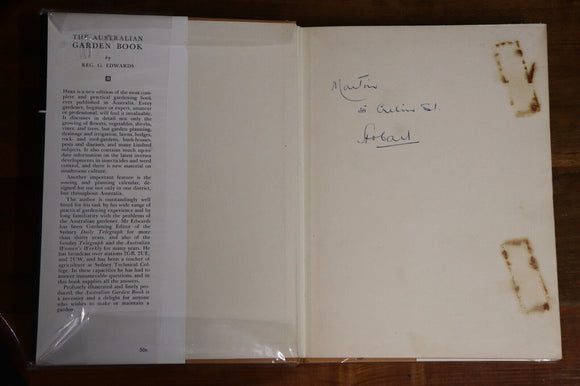 THE AUSTRALIAN
GARDEN BOOK
by
REG. G. EDWARDS
HERE is a new edition of the most com-
plete and practical gardening book
ever published in Australia. Every
gardener, beginner or expert, amateur
or professional, will find it invaluable.
It discusses in detail not only the
growing of flowers, vegetables, shrubs,
vines, and trees, but garden planning,
drainage and irrigation, lawns, hedges,
rock- and roof-gardens, bush-houses,
pests and diseases, and many kindred
subjects. It also contains much up-to-
date information on the latest overseas
developments in insecticides and weed
control, and there is new material on
mushroom culture.
Another important feature is the
sowing and planting calendar, de-
signed for use not only in one district,
but throughout Australia.
The author is outstandingly well
fitted for his task by his wide range of
practical gardening experience and by
long familiarity with the problems of
the Australian gardener. Mr Edwards
has been Gardening Editor of the
Sydney Daily Telegraph for more
than thirty years, and also of the
Sunday Telegraph and the Australian
Women's Weekly for many years. He
has broadcast over stations 2GB, 2UE,
and 2UW, and has been a teacher of
agriculture at Sydney Technical Col-
lege. In these capacities he has had to
answer innumerable questions, and in
this book supplies all the answers.
Profusely illustrated and finely pro-
duced, the Australian Garden Book is
a necessity and a delight for anyone
who wishes to make or maintain a
garden
50s.
Morton
St.
Hobart